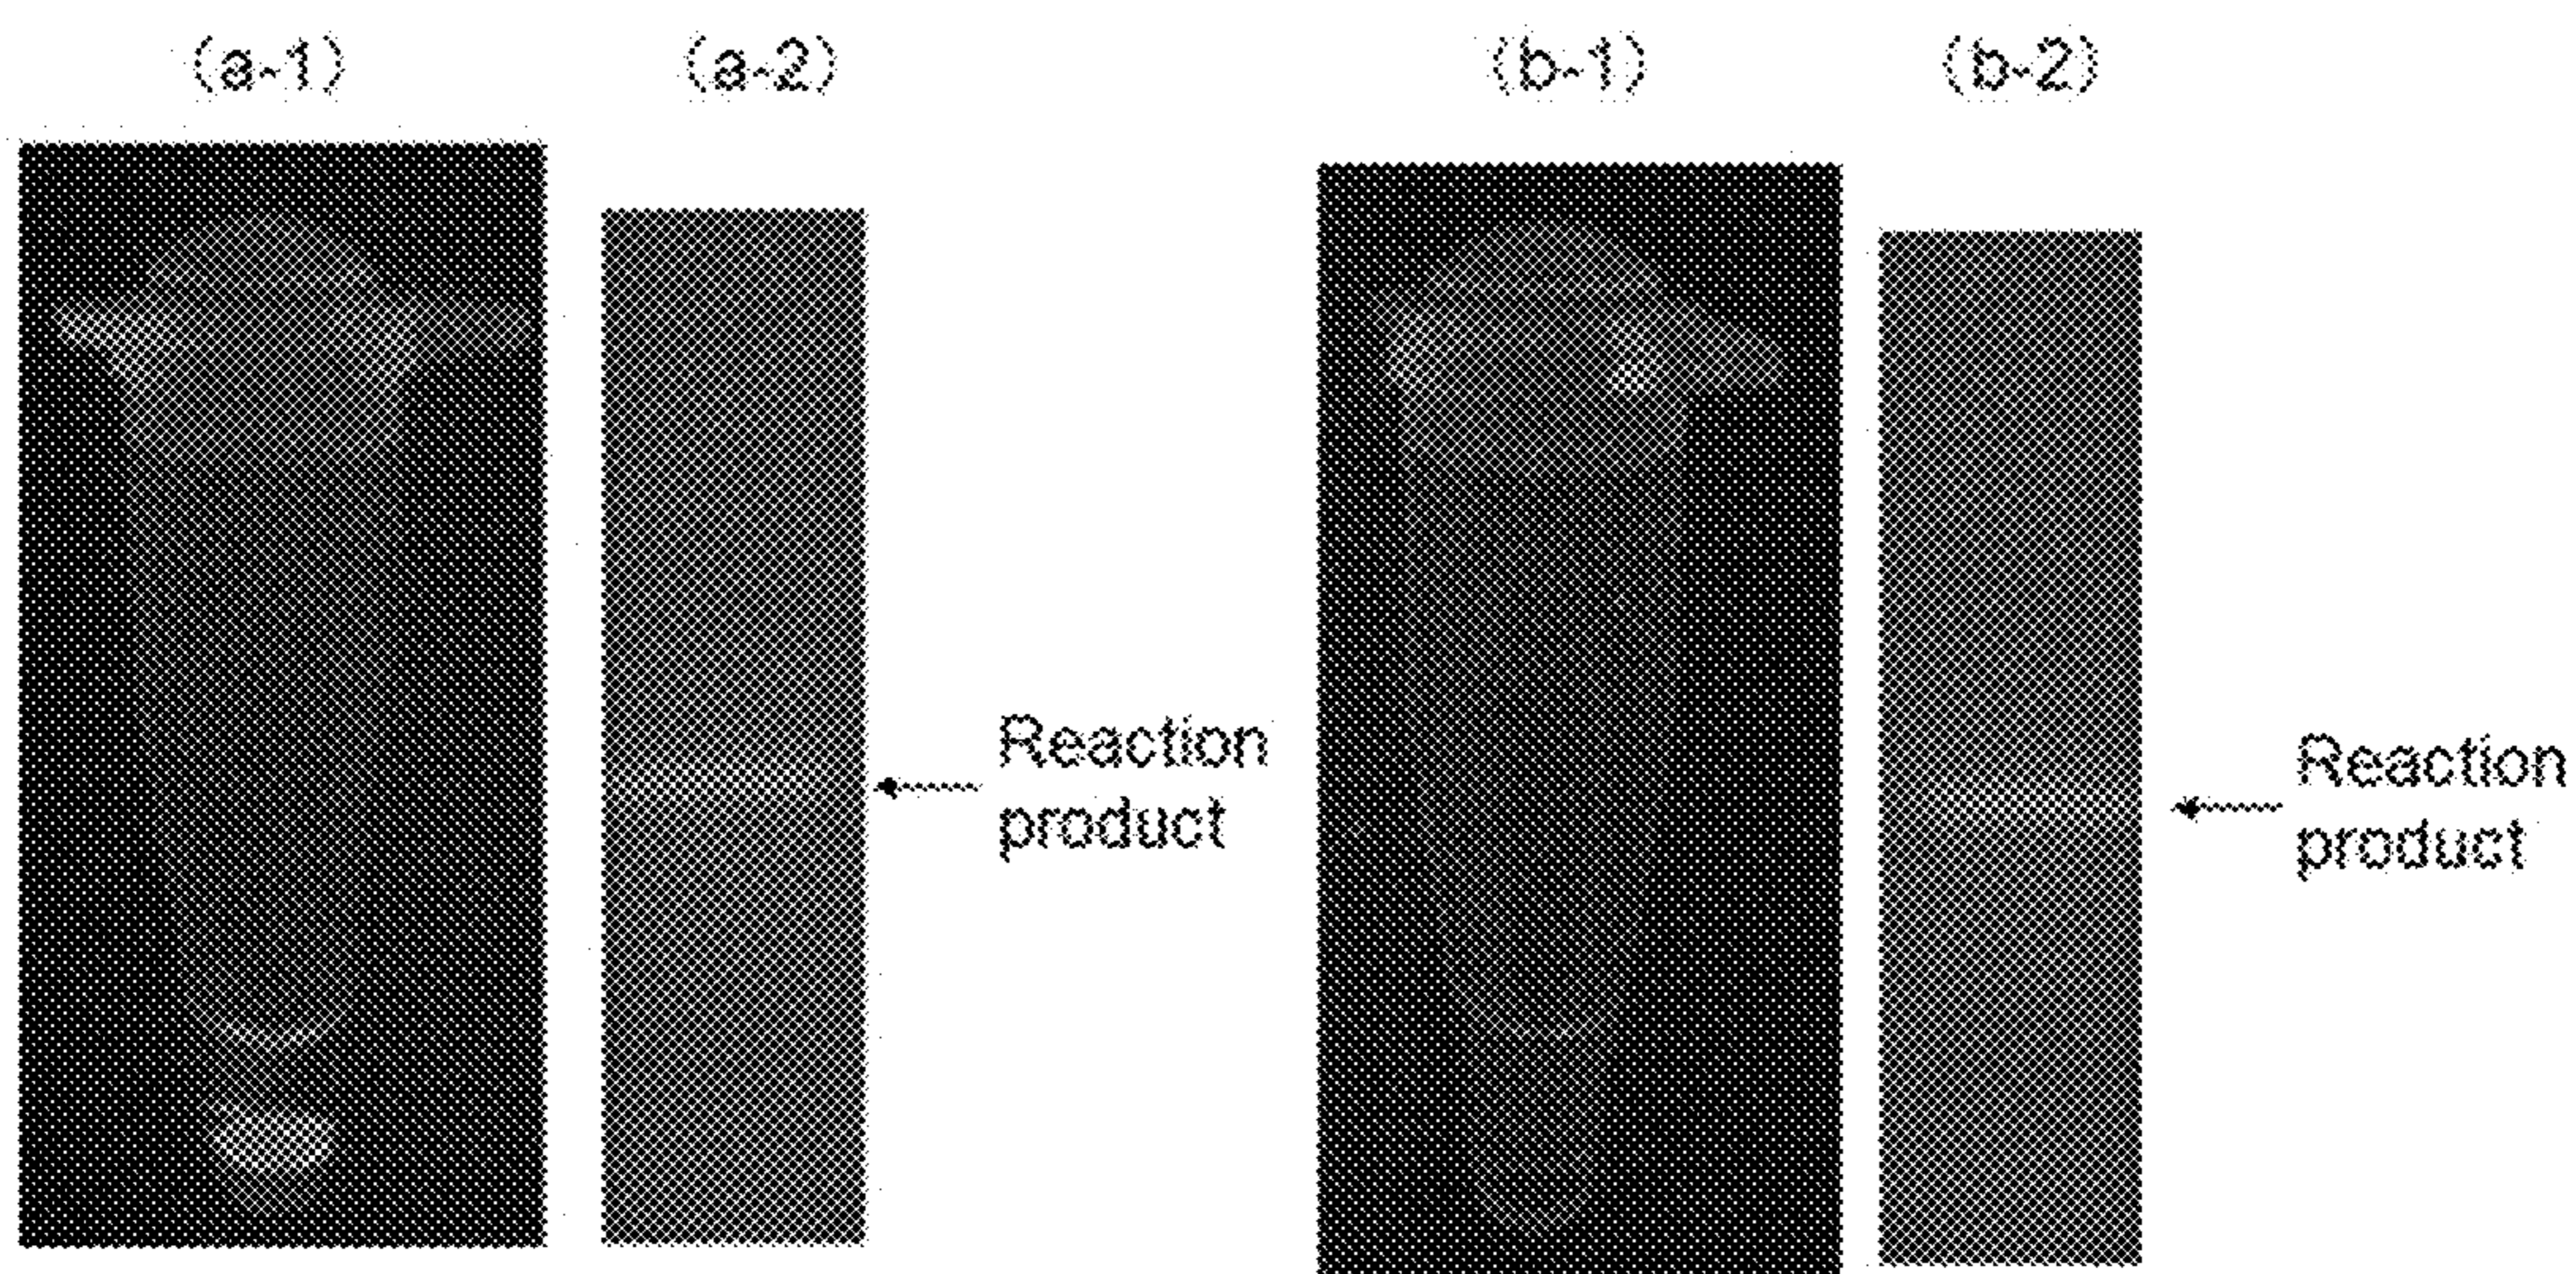 (a-1)
(a-2)
(b-1)
(b-2)
Reaction
product
Reaction
product